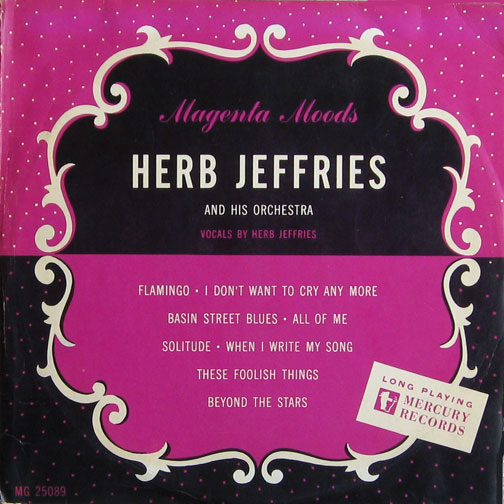 Magenta Moods
HERB JEFFRIES
AND HIS ORCHESTRA
VOCALS BY HERB JEFFRIES
FLAMINGO · I DON'T WANT TO CRY ANY MORE
BASIN STREET BLUES · ALL OF ME
SOLITUDE · WHEN I WRITE MY SONG
THESE FOOLISH THINGS
BEYOND THE STARS
LONG PLAYING
MERCURY
RECORDS
MG 25089